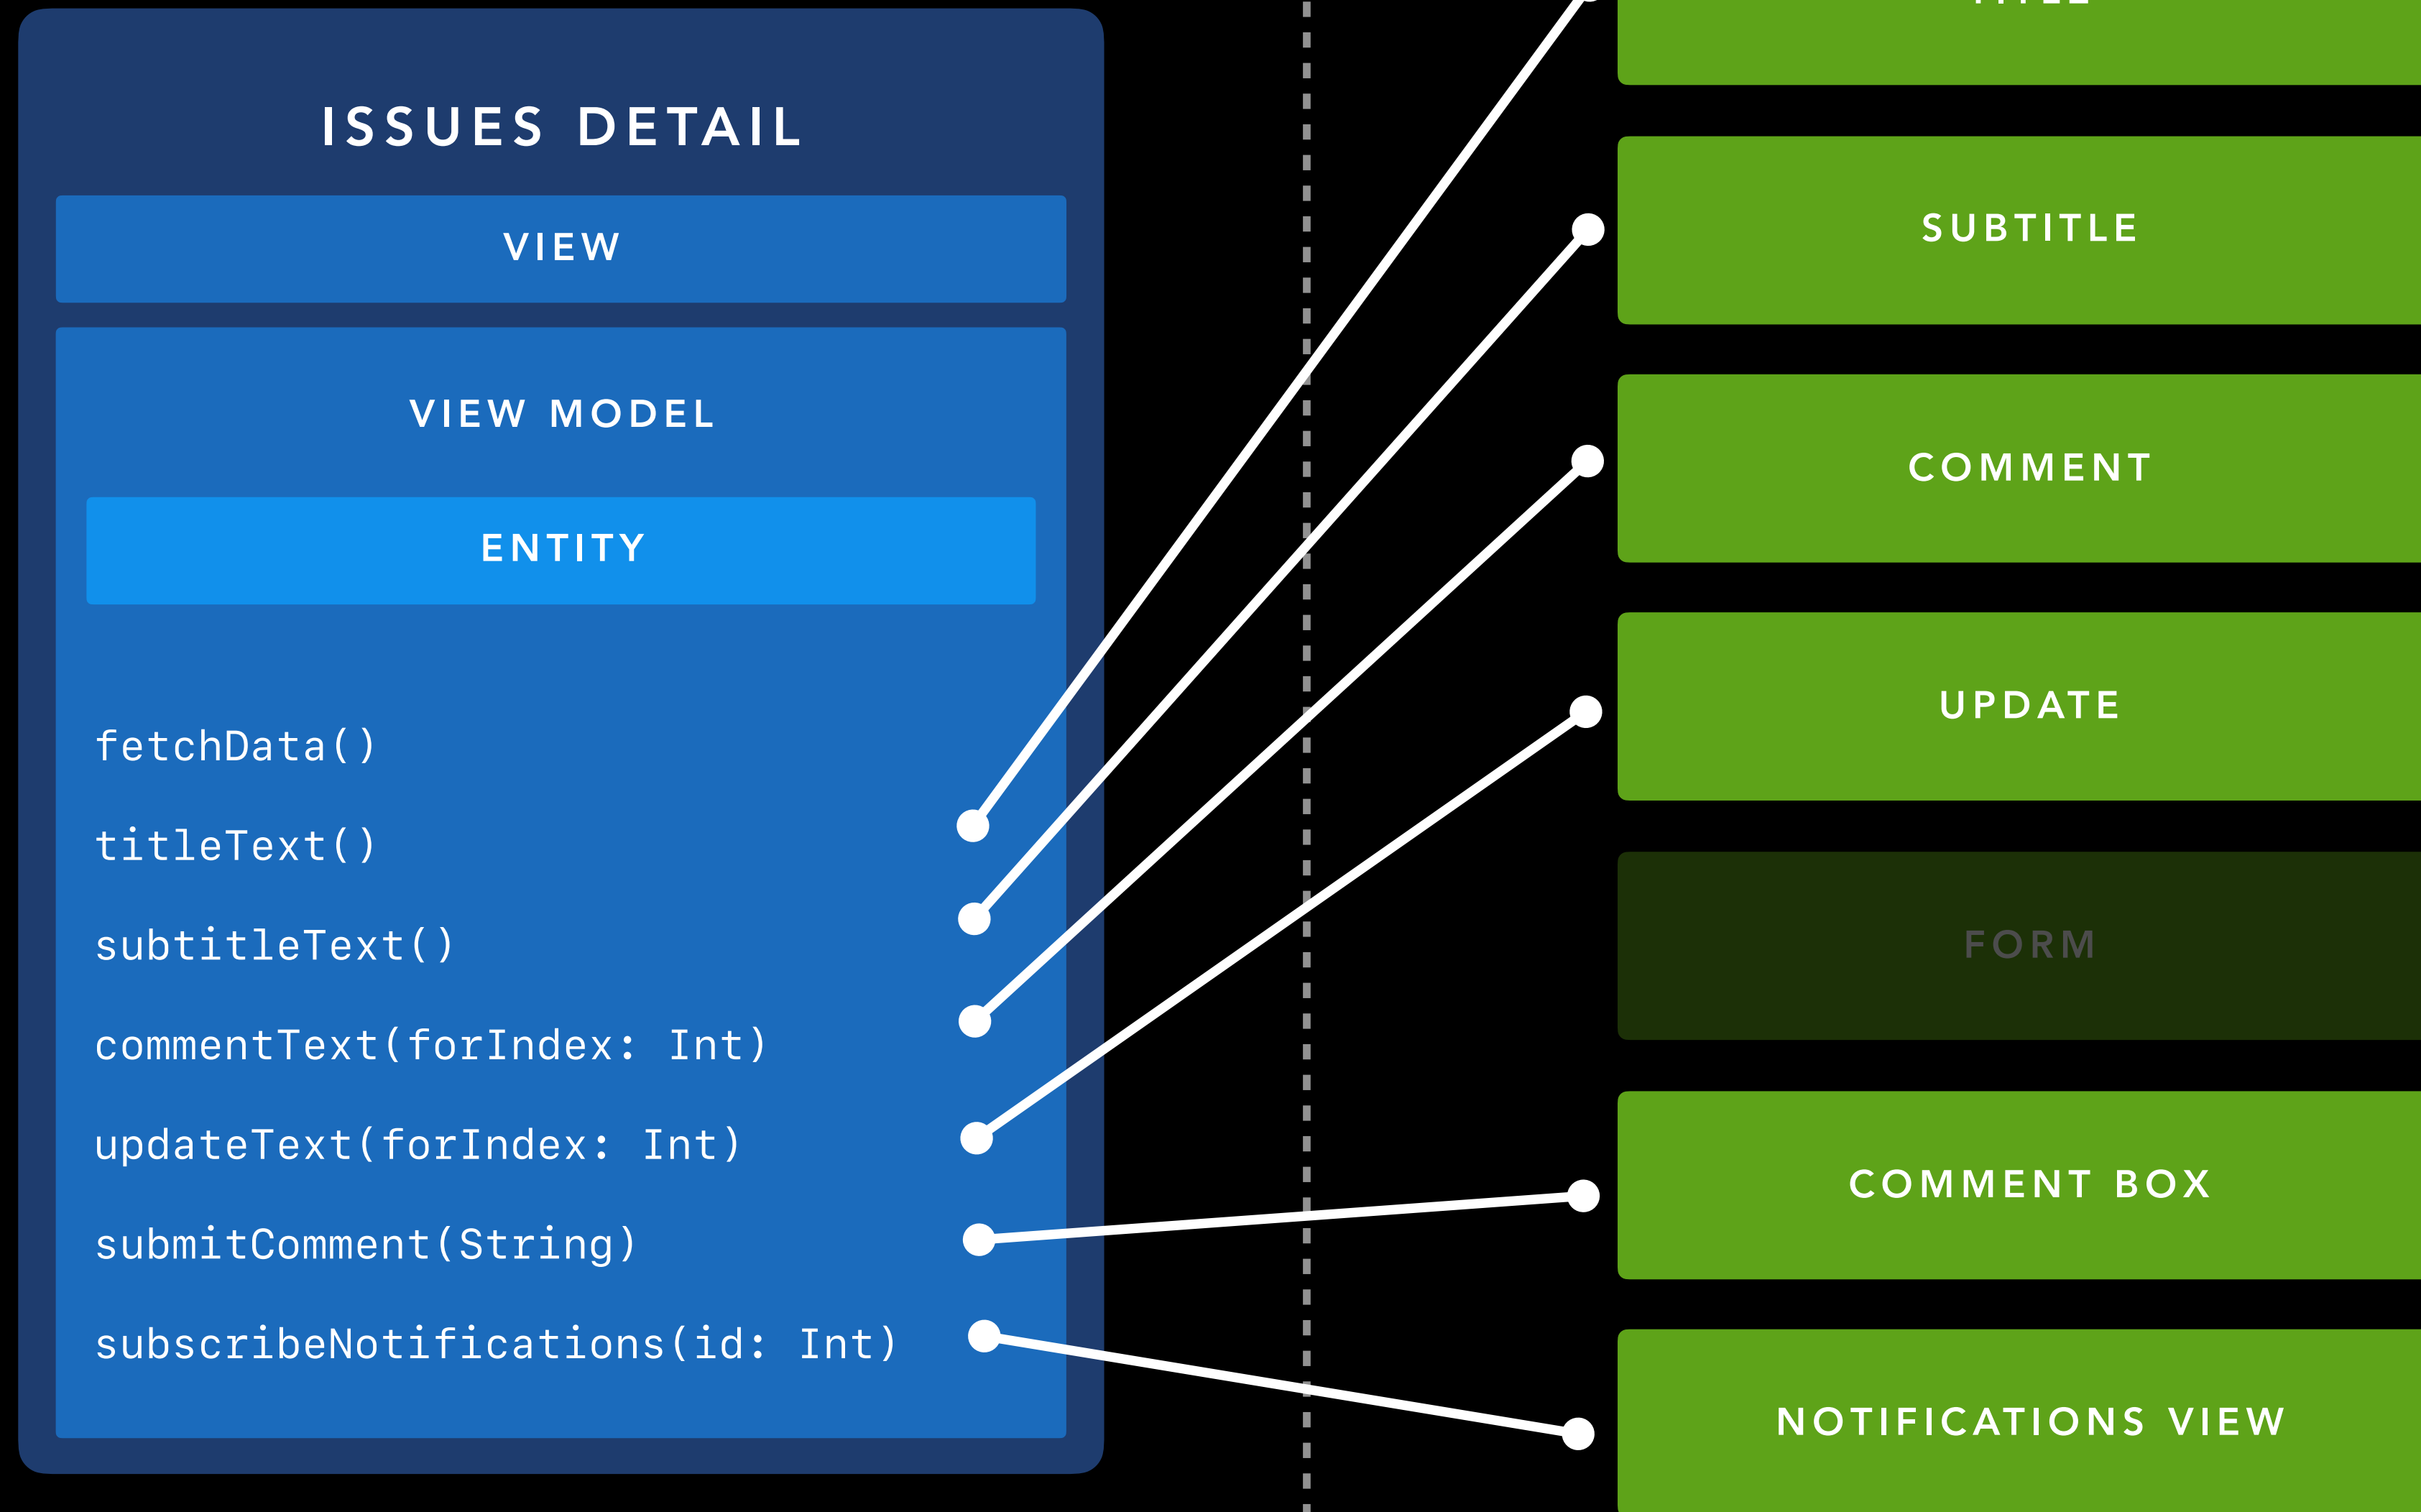 ISSUES DETAIL
VIEW
VIEW MODEL
ENTITY
fetchData()
titleText()
subtitleText()
commentText(forIndex: Int)
updateText(forIndex: Int)
submitComment(String)
subscribeNotifications(id: Int)
SUBTITLE
COMMENT
UPDATE
FORM
COMMENT BOX
NOTIFICATIONS VIEW